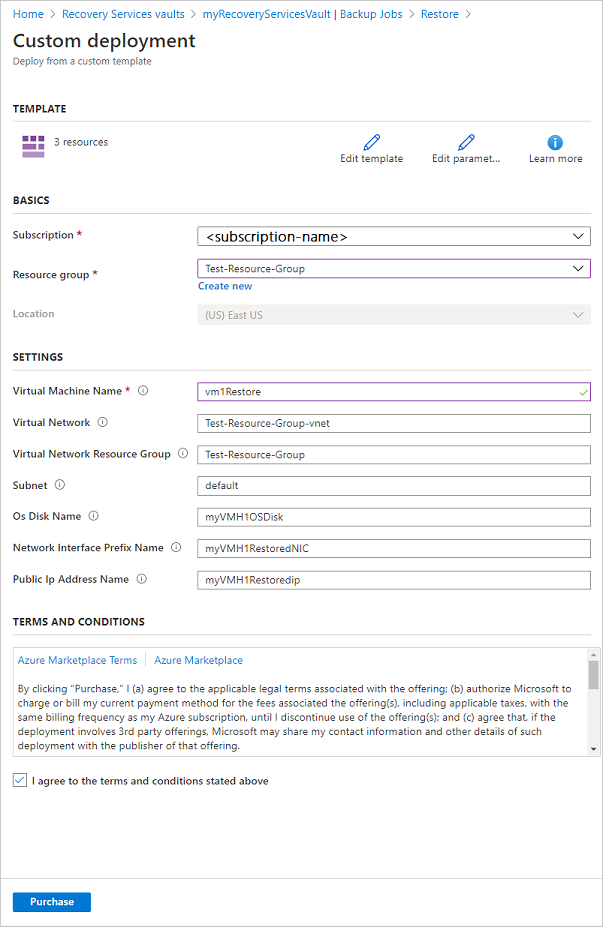 Home > Recovery Services vaults > myRecoveryServicesVault | Backup Jobs > Restore >
Custom deployment
Deploy from a custom template
TEMPLATE
3 resources
Edit template
Edit paramet...
Learn more
BASICS
Subscription *
<subscription-name>
Resource group *
Test-Resource-Group
Create new
Location
(US) East US
SETTINGS
Virtual Machine Name *
vm1Restore
Virtual Network
Test-Resource-Group-vnet
Virtual Network Resource Group
Test-Resource-Group
Subnet
default
Os Disk Name
myVMH1OSDisk
Network Interface Prefix Name
myVMH1RestoredNIC
Public Ip Address Name
myVMH1Restoredip
TERMS AND CONDITIONS
Azure Marketplace Terms
Azure Marketplace
By clicking "Purchase," I (a) agree to the applicable legal terms associated with the offering; (b) authorize Microsoft to
charge or bill my current payment method for the fees associated the offering(s), including applicable taxes, with the
same billing frequency as my Azure subscription, until I discontinue use of the offering(s); and (c) agree that, if the
deployment involves 3rd party offerings, Microsoft may share my contact information and other details of such
deployment with the publisher of that offering.
I agree to the terms and conditions stated above
Purchase